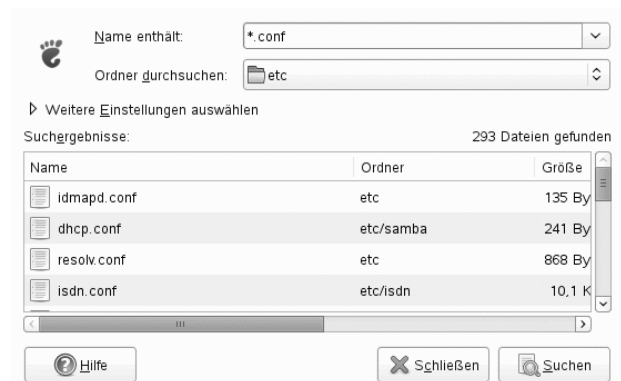 Name enthält: *.conf
Ordner durchsuchen: etc
Weitere Einstellungen auswählen
Suchergebnisse: 293 Dateien gefunden
Name Ordner Größe
idmapd.conf etc 135 By
dhcp.conf etc/samba 241 By
resolv.conf etc 868 By
isdn.conf etc/isdn 10,1 K
Hilfe Schließen Suchen